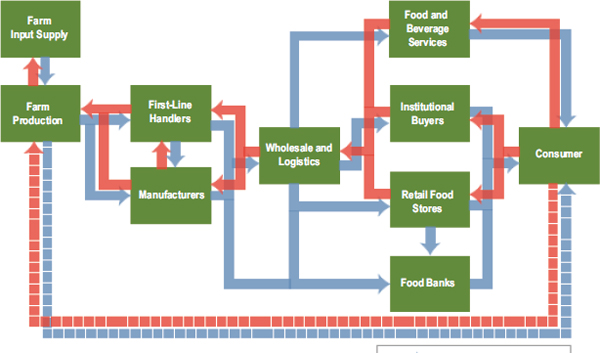 Farm
Input Supply
Farm
Production
First-Line
Handlers
Manufacturers
Wholesale and
Logistics
Food and
Beverage
Services
Institutional
Buyers
Retail Food
Stores
Food Banks
Consumer